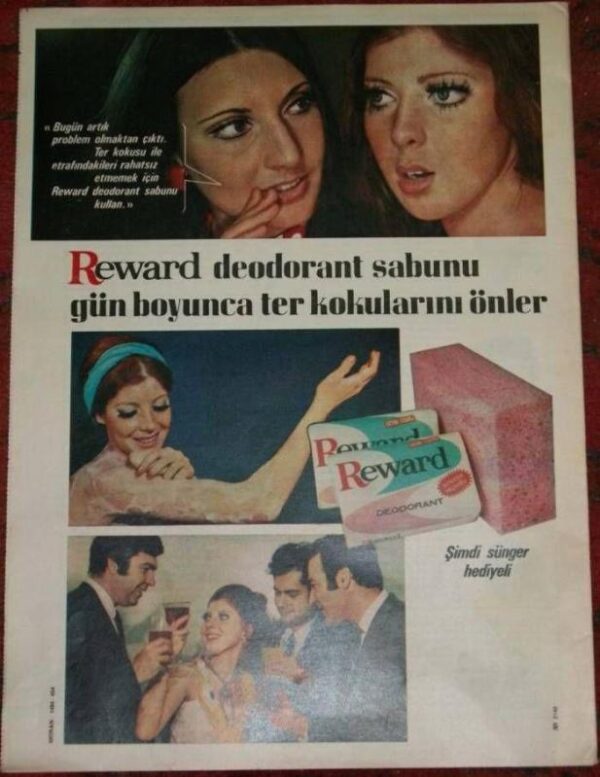 « Bugün artık
problem olmaktan çıktı.
Ter kokusu ile
etrafındakileri rahatsız
etmemek için
Reward deodorant sabunu
kullan. »
Reward deodorant sabunu
gün boyunca ter kokularını önler
Reward
Reward
DEODORANT
Şimdi sünger
hediyeli